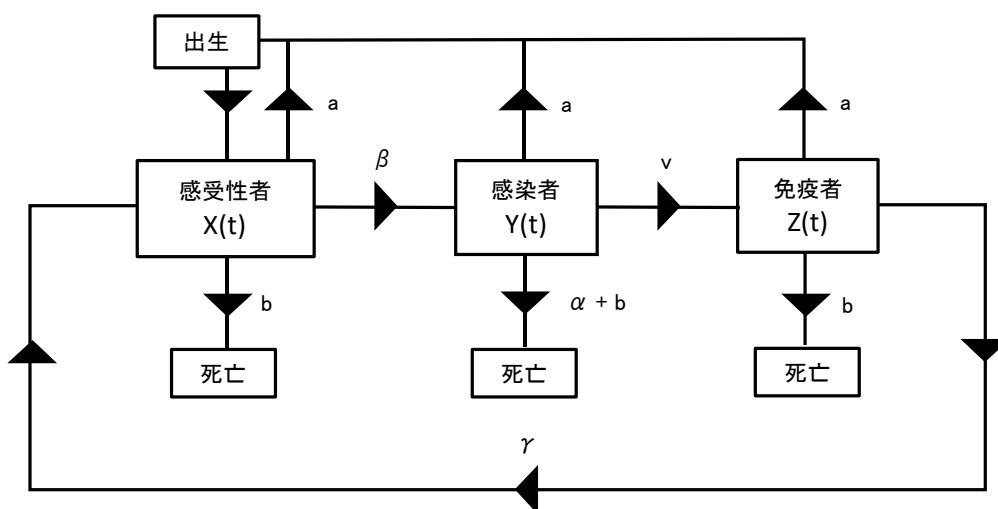 出生
a
a
a
β
v
感受性者
X(t)
感染者
Y(t)
免疫者
Z(t)
b
α + b
b
死亡
死亡
死亡
γ